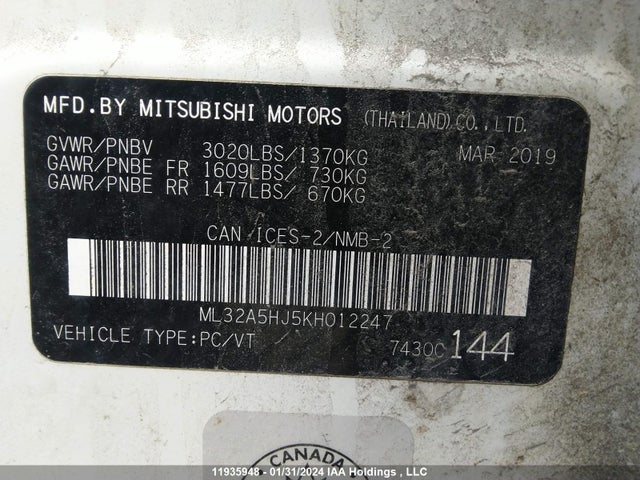 MFD.BY MITSUBISHI MOTORS (THAILAND)CO.,LTD.
GVWR/PNBV 3020LBS/1370KG MAR 2019
GAWR/PNBE FR 1609LBS/ 730KG
GAWR/PNBE RR 1477LBS/ 670KG
CAN ICES-2/NMB-2
ML32A5HJ5KH012247
VEHICLE TYPE:PC/VT 7430C 144
CANADA
11935948 - 01/31/2024 IAA Holdings , LLC